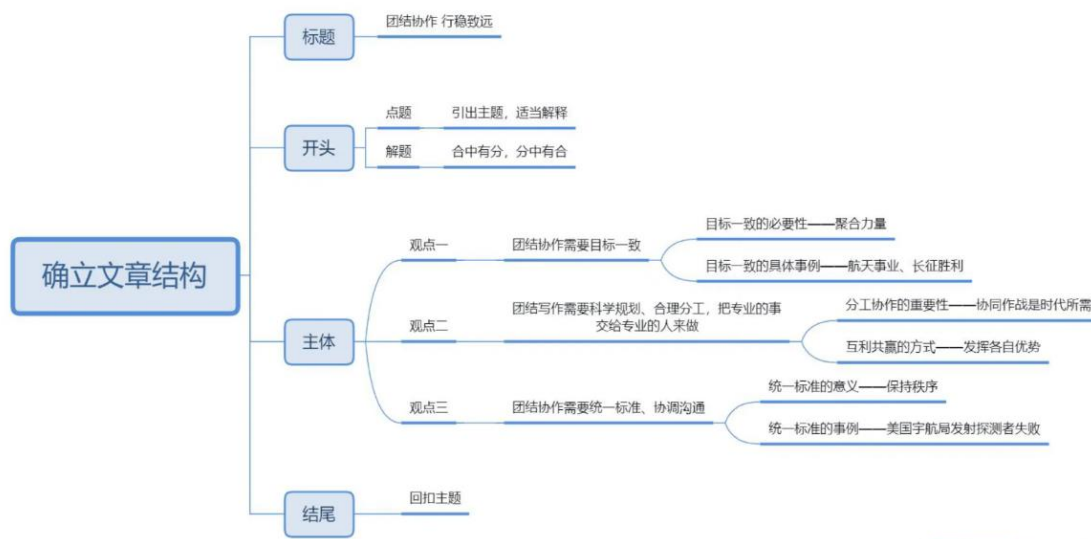 确立文章结构
标题
团结协作 行稳致远
开头
点题
引出主题，适当解释
解题
合中有分，分中有合
主体
观点一
团结协作需要目标一致
目标一致的必要性——聚合力量
目标一致的具体事例——航天事业、长征胜利
观点二
团结写作需要科学规划、合理分工，把专业的事
交给专业的人来做
分工协作的重要性——协同作战是时代所需
互利共赢的方式——发挥各自优势
观点三
团结协作需要统一标准、协调沟通
统一标准的意义——保持秩序
统一标准的事例——美国宇航局发射探测者失败
结尾
回扣主题